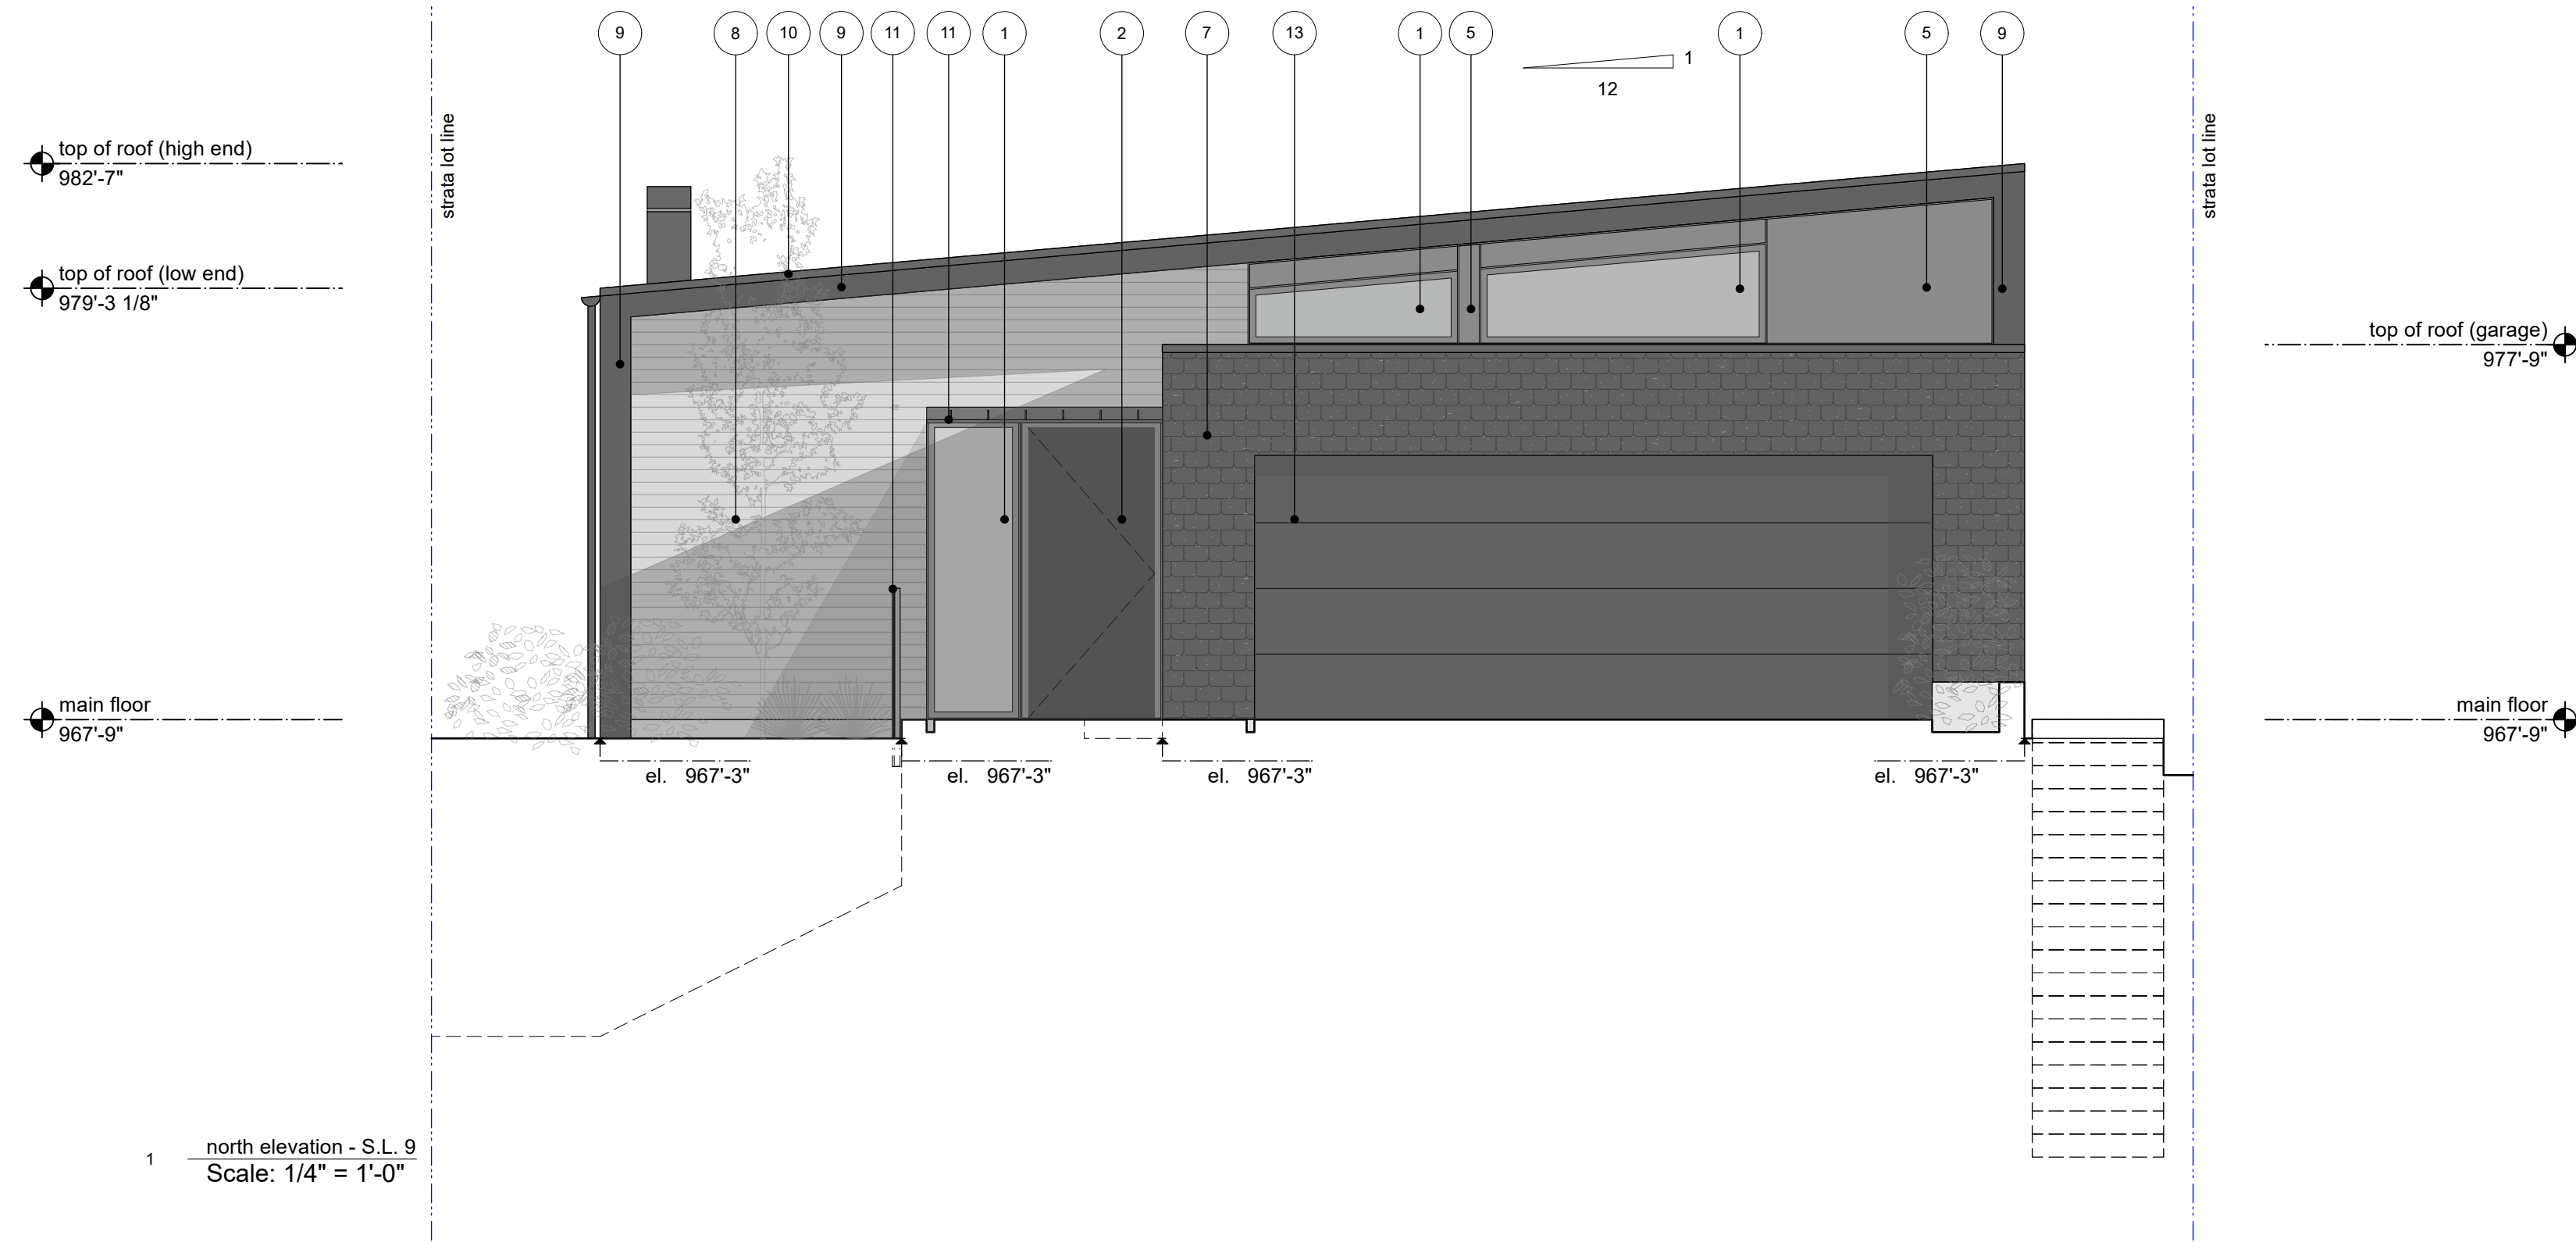 9 8 10 9 11 11 1 2 7 13 1 5 1 5 9
1
12
strata lot line
strata lot line
top of roof (high end)
982'-7"
top of roof (low end)
979'-3 1/8"
top of roof (garage)
977'-9"
main floor
967'-9"
main floor
967'-9"
el. 967'-3"
el. 967'-3"
el. 967'-3"
el. 967'-3"
1
north elevation - S.L. 9
Scale: 1/4" = 1'-0"